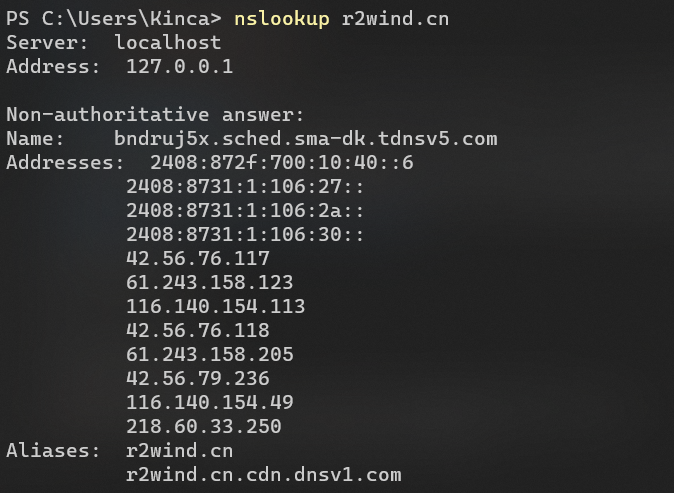 PS C:\Users\Kinca> nslookup r2wind.cn
Server:  localhost
Address:  127.0.0.1
Non-authoritative answer:
Name:    bndruj5x.sched.sma-dk.tdnsv5.com
Addresses:  2408:872f:700:10:40::6
2408:8731:1:106:27::
2408:8731:1:106:2a::
2408:8731:1:106:30::
42.56.76.117
61.243.158.123
116.140.154.113
42.56.76.118
61.243.158.205
42.56.79.236
116.140.154.49
218.60.33.250
Aliases:  r2wind.cn
r2wind.cn.cdn.dnsv1.com